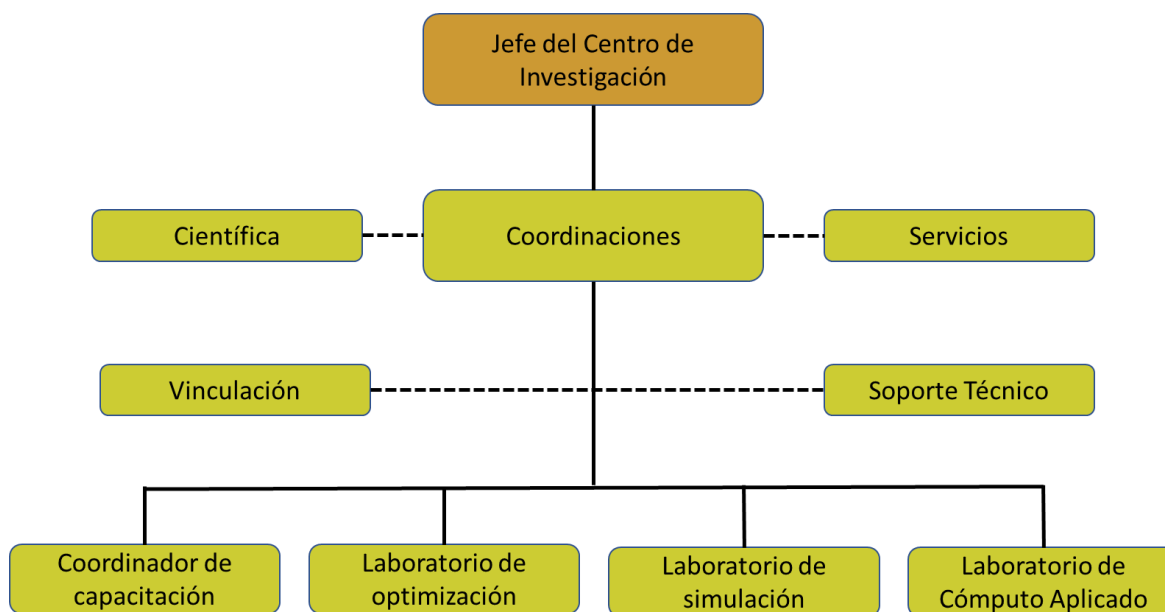 Jefe del Centro de
Investigación
Científica
Coordinaciones
Servicios
Vinculación
Soporte Técnico
Coordinador de
capacitación
Laboratorio de
optimización
Laboratorio de
simulación
Laboratorio de
Cómputo Aplicado